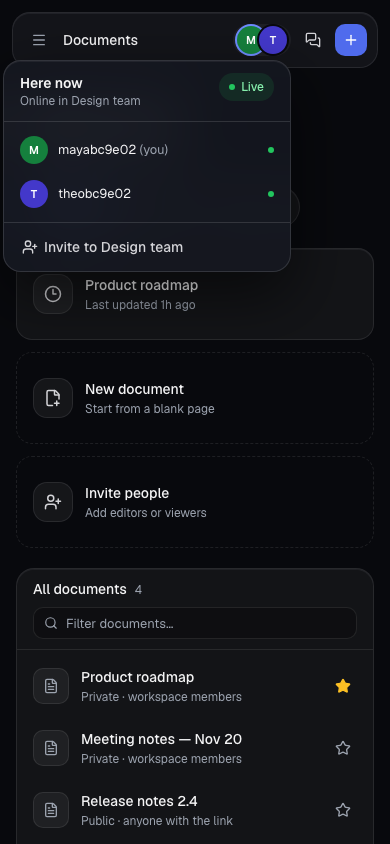 Documents
M T
Here now
Online in Design team
Live
M mayabc9e02 (you)
T theobc9e02
Invite to Design team
Product roadmap
Last updated 1h ago
New document
Start from a blank page
Invite people
Add editors or viewers
All documents 4
Filter documents…
Product roadmap
Private · workspace members
Meeting notes — Nov 20
Private · workspace members
Release notes 2.4
Public · anyone with the link